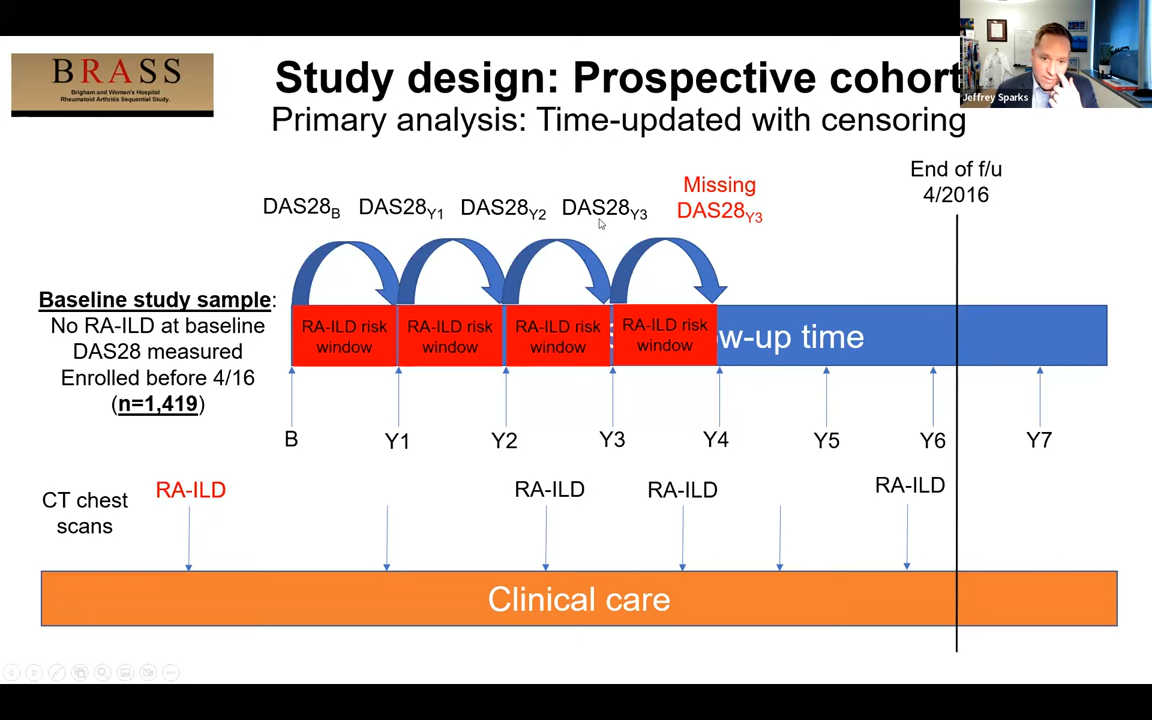 BRASS
Brigham and Women's Hospital
Rheumatoid Arthritis Sequential Study.
Study design: Prospective cohort
Primary analysis: Time-updated with censoring
Jeffrey Sparks
End of f/u
4/2016
Missing
DAS28Y3
DAS28B DAS28Y1 DAS28Y2 DAS28Y3
Baseline study sample:
No RA-ILD at baseline
DAS28 measured
Enrolled before 4/16
(n=1,419)
RA-ILD risk
window
RA-ILD risk
window
RA-ILD risk
window
RA-ILD risk
window
w-up time
B Y1 Y2 Y3 Y4 Y5 Y6 Y7
CT chest
scans
RA-ILD RA-ILD RA-ILD RA-ILD
Clinical care